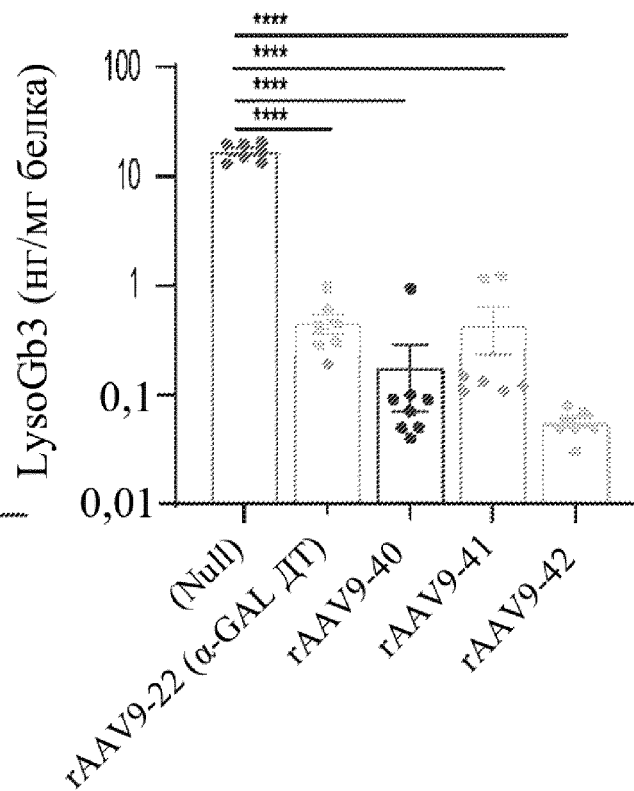 ****
****
****
****
LysoGb3 (нг/мг белка)
100
10
1
0,1
0,01
(Null)
rAAV9-22 (α-GAL ДТ)
rAAV9-40
rAAV9-41
rAAV9-42